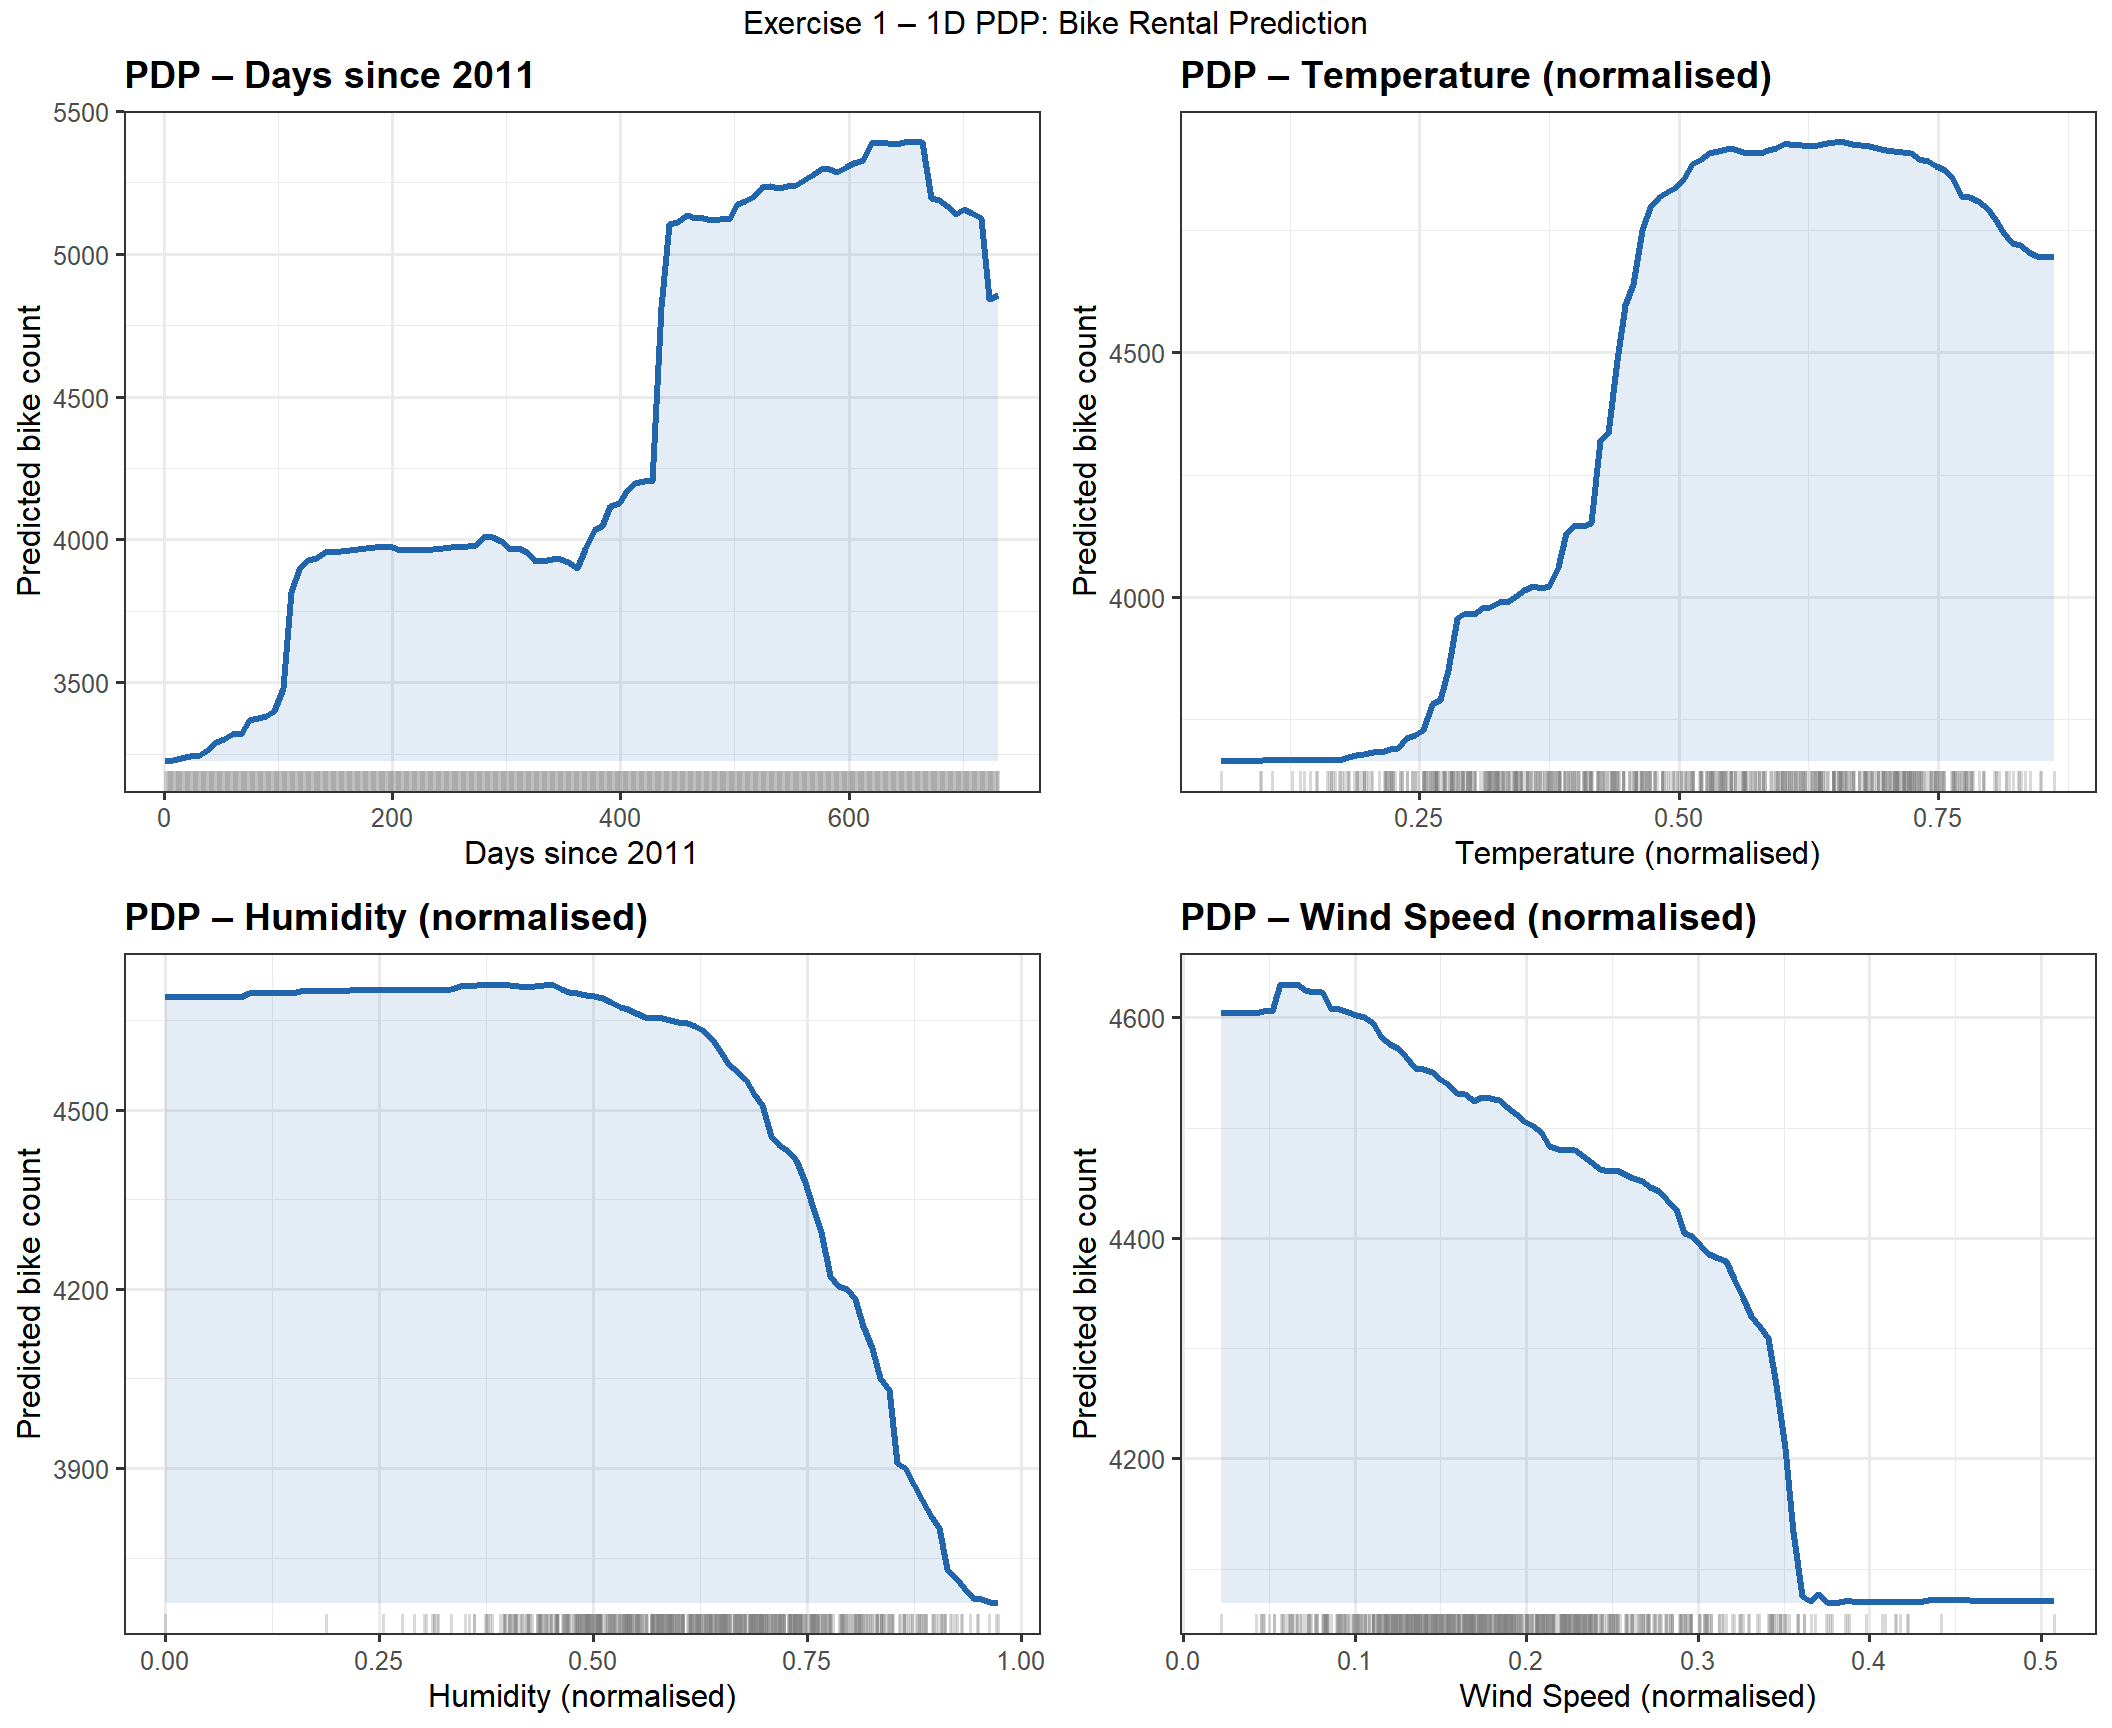 Exercise 1 – 1D PDP: Bike Rental Prediction
PDP – Days since 2011
5500
5000
4500
4000
3500
Predicted bike count
0 200 400 600
Days since 2011
PDP – Temperature (normalised)
4500
4000
Predicted bike count
0.25 0.50 0.75
Temperature (normalised)
PDP – Humidity (normalised)
4500
4200
3900
Predicted bike count
0.00 0.25 0.50 0.75 1.00
Humidity (normalised)
PDP – Wind Speed (normalised)
4600
4400
4200
Predicted bike count
0.0 0.1 0.2 0.3 0.4 0.5
Wind Speed (normalised)